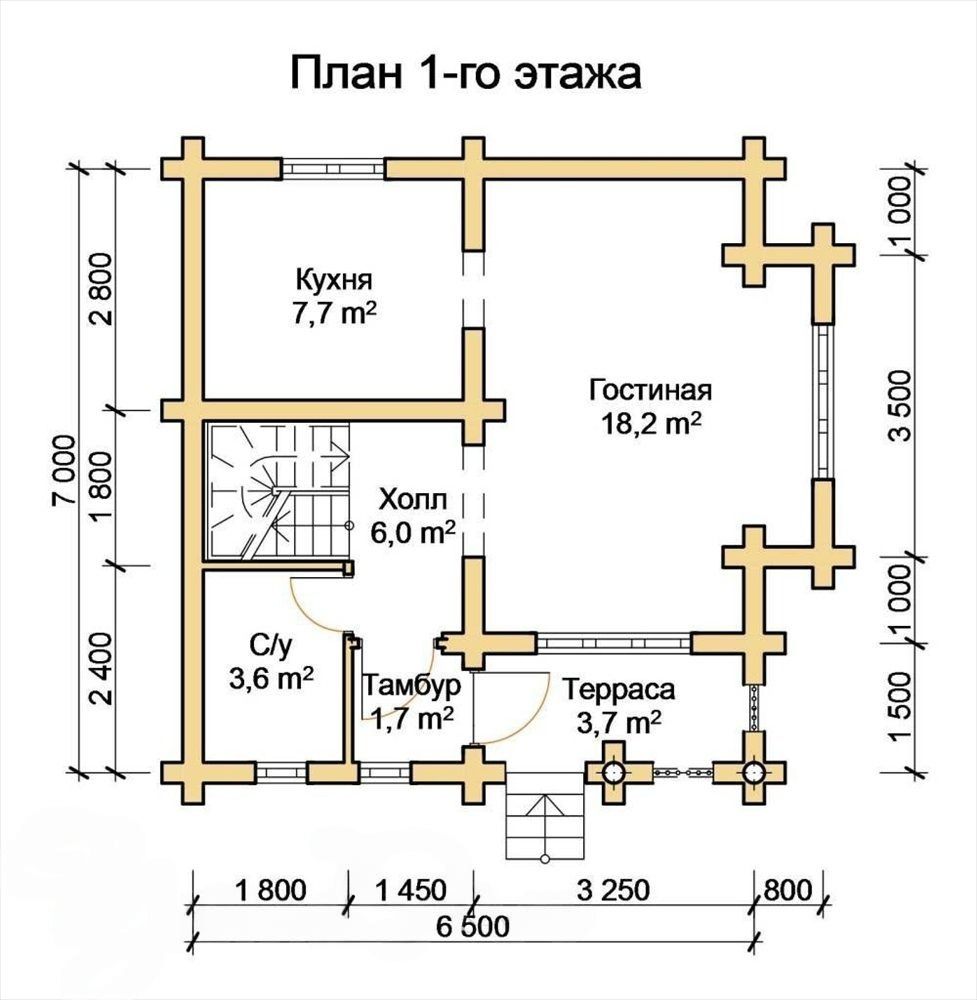 План 1-го этажа
Кухня
7,7 m²
Гостиная
18,2 m²
Холл
6,0 m²
С/у
3,6 m²
Тамбур
1,7 m²
Терраса
3,7 m²
7 000
2 800
1 800
2 400
1 000
3 500
1 000
1 500
1 800
1 450
3 250
800
6 500